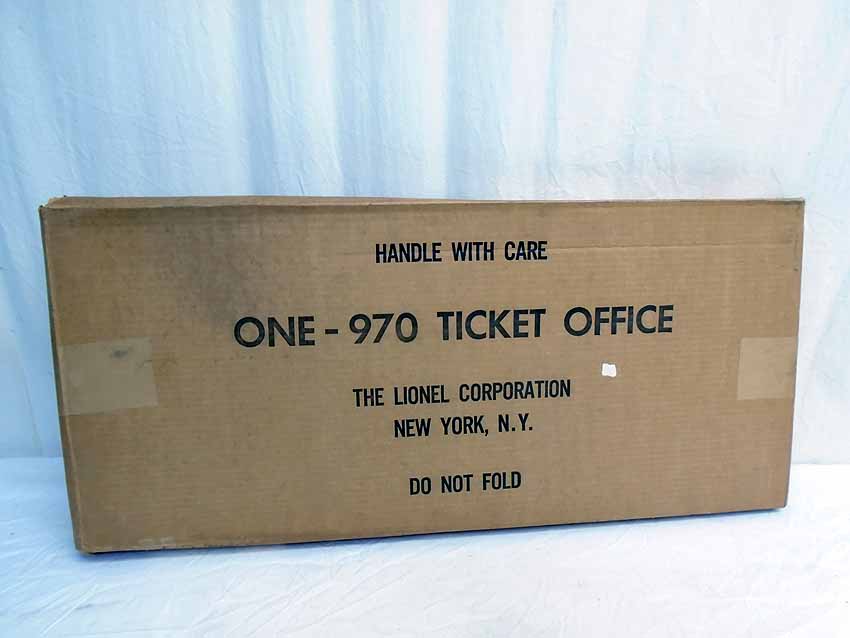 HANDLE WITH CARE
ONE - 970 TICKET OFFICE
THE LIONEL CORPORATION
NEW YORK, N.Y.
DO NOT FOLD